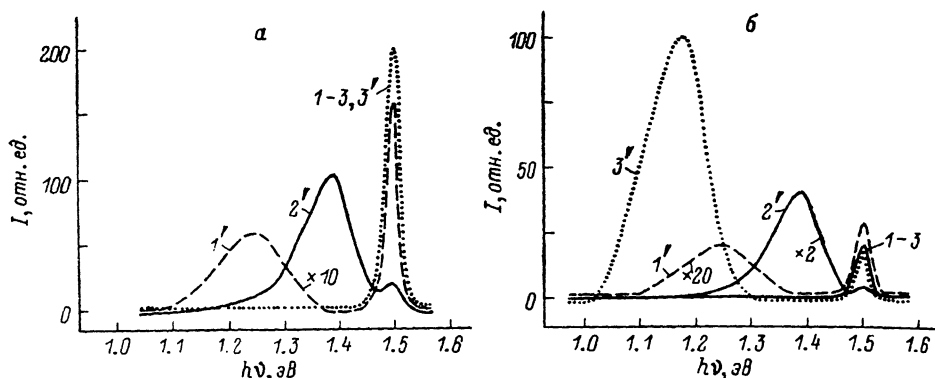 а
200
100
0
I, отн. ед.
1-3, 3′
2′
1′
×10
1.0 1.1 1.2 1.3 1.4 1.5 1.6
hν, эв
б
100
50
0
I, отн. ед.
3′
2′
1′
×20
×2
1-3
1.1 1.2 1.3 1.4 1.5 1.6
1.0
hν, эв